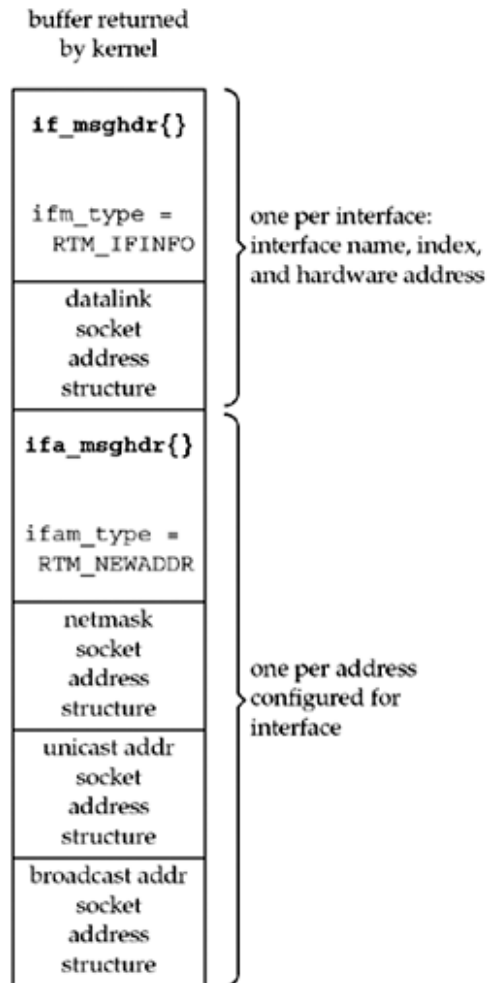 buffer returned
by kernel
if_msghdr{}
ifm_type =
RTM_IFINFO
one per interface:
interface name, index,
and hardware address
datalink
socket
address
structure
ifa_msghdr{}
ifam_type =
RTM_NEWADDR
netmask
socket
address
structure
one per address
configured for
interface
unicast addr
socket
address
structure
broadcast addr
socket
address
structure